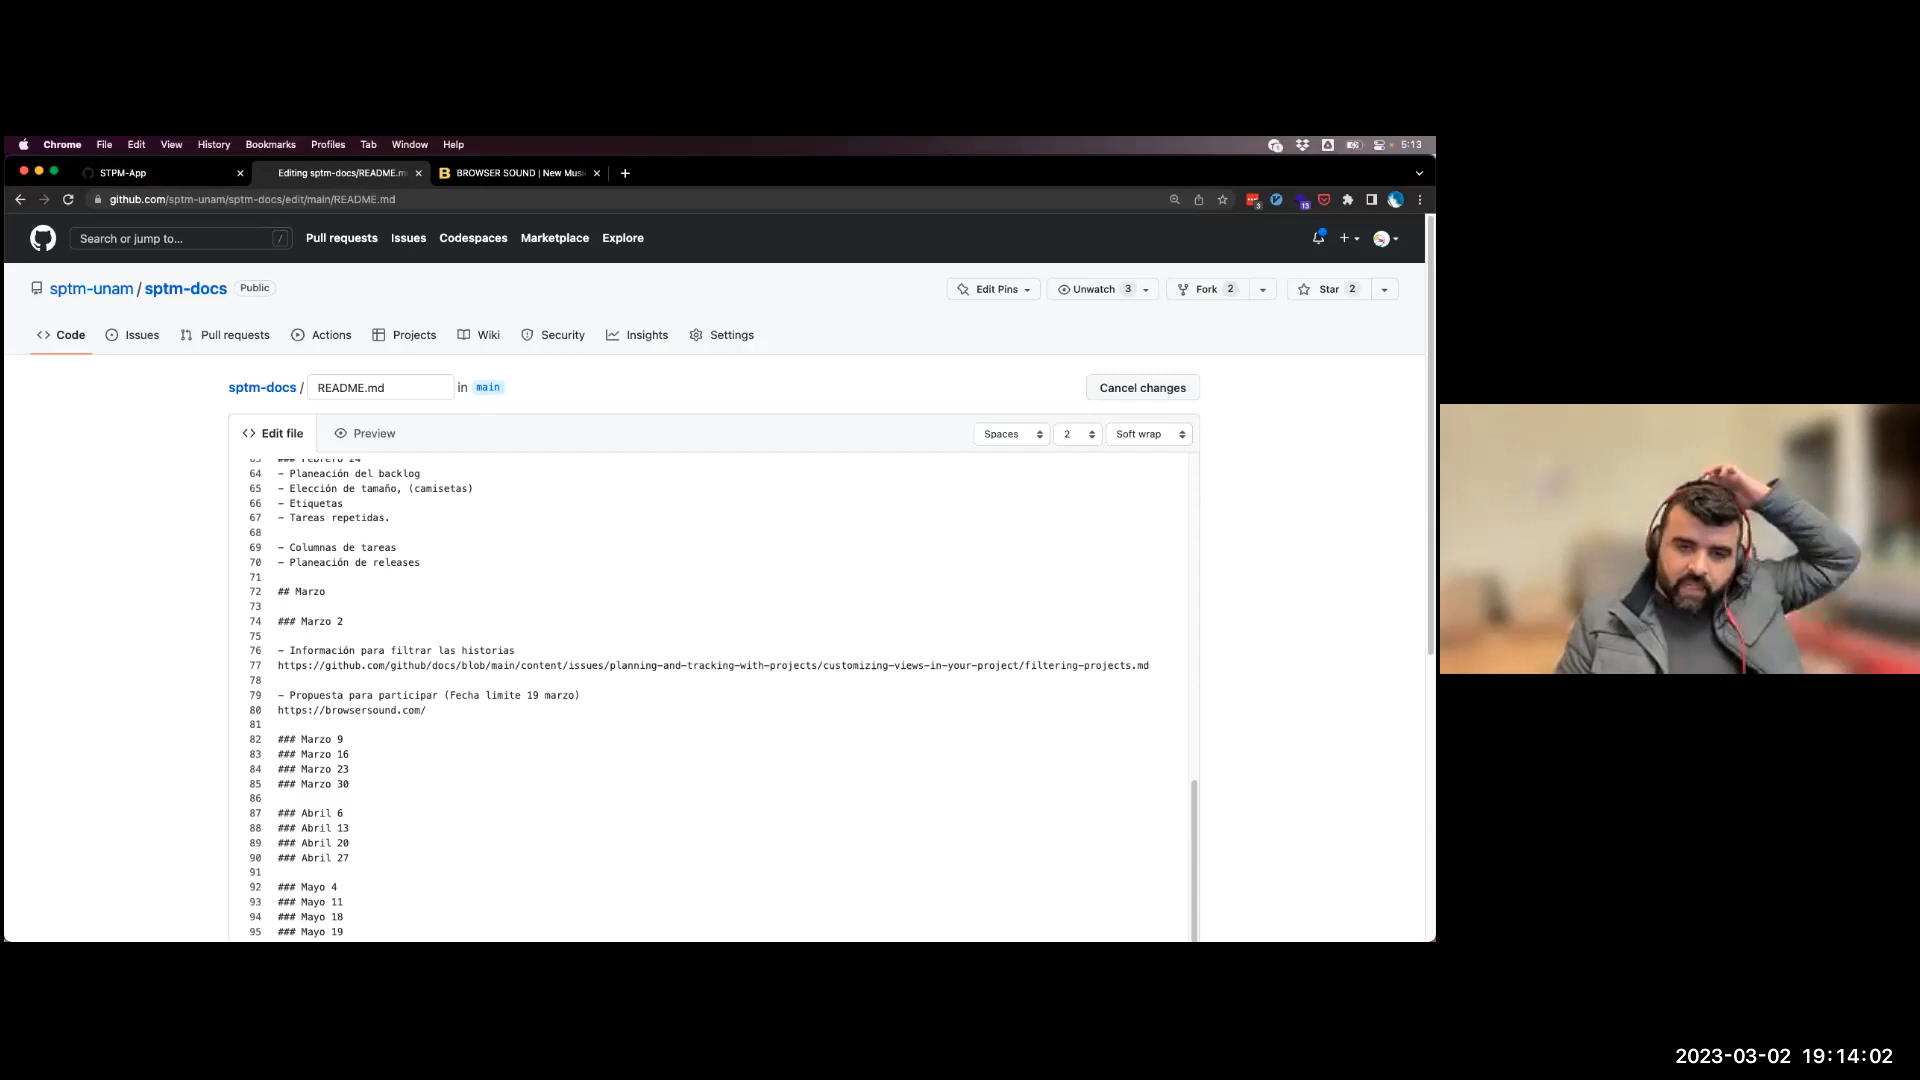 Chrome File Edit View History Bookmarks Profiles Tab Window Help
5:13
STPM-App
Editing sptm-docs/README.m
BROWSER SOUND | New Musi
github.com/sptm-unam/sptm-docs/edit/main/README.md
3
13
Search or jump to...
/
Pull requests Issues Codespaces Marketplace Explore
sptm-unam / sptm-docs Public
Edit Pins
Unwatch 3
Fork 2
Star 2
Code Issues Pull requests Actions Projects Wiki Security Insights Settings
sptm-docs / README.md in main
Cancel changes
Edit file Preview
Spaces 2 Soft wrap
63 ### Febrero 24
64 - Planeación del backlog
65 - Elección de tamaño, (camisetas)
66 - Etiquetas
67 - Tareas repetidas.
68
69 - Columnas de tareas
70 - Planeación de releases
71
72 ## Marzo
73
74 ### Marzo 2
75
76 - Información para filtrar las historias
77 https://github.com/github/docs/blob/main/content/issues/planning-and-tracking-with-projects/customizing-views-in-your-project/filtering-projects.md
78
79 - Propuesta para participar (Fecha limite 19 marzo)
80 https://browsersound.com/
81
82 ### Marzo 9
83 ### Marzo 16
84 ### Marzo 23
85 ### Marzo 30
86
87 ### Abril 6
88 ### Abril 13
89 ### Abril 20
90 ### Abril 27
91
92 ### Mayo 4
93 ### Mayo 11
94 ### Mayo 18
95 ### Mayo 19
2023-03-02 19:14:02